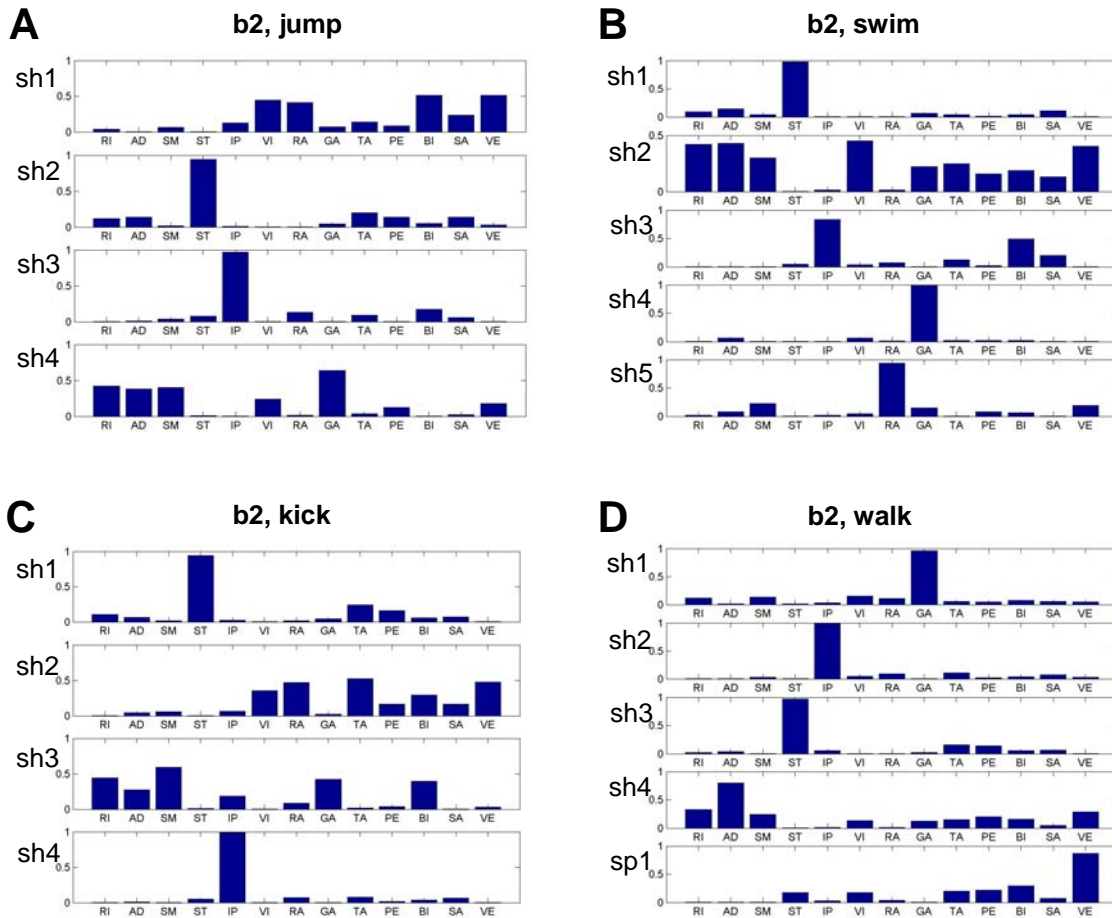 A
b2, jump
sh1
1
0.5
0
RI AD SM ST IP VI RA GA TA PE BI SA VE
sh2
1
0.5
0
RI AD SM ST IP VI RA GA TA PE BI SA VE
sh3
1
0.5
0
RI AD SM ST IP VI RA GA TA PE BI SA VE
sh4
1
0.5
0
RI AD SM ST IP VI RA GA TA PE BI SA VE
B
b2, swim
sh1
1
0.5
0
RI AD SM ST IP VI RA GA TA PE BI SA VE
sh2
0.5
0
RI AD SM ST IP VI RA GA TA PE BI SA VE
sh3
1
0.5
0
RI AD SM ST IP VI RA GA TA PE BI SA VE
sh4
1
0.5
0
RI AD SM ST IP VI RA GA TA PE BI SA VE
sh5
1
0.5
0
RI AD SM ST IP VI RA GA TA PE BI SA VE
C
b2, kick
sh1
1
0.5
0
RI AD SM ST IP VI RA GA TA PE BI SA VE
sh2
1
0.5
0
RI AD SM ST IP VI RA GA TA PE BI SA VE
sh3
1
0.5
0
RI AD SM ST IP VI RA GA TA PE BI SA VE
sh4
1
0.5
0
RI AD SM ST IP VI RA GA TA PE BI SA VE
D
b2, walk
sh1
1
0.5
0
RI AD SM ST IP VI RA GA TA PE BI SA VE
sh2
1
0.5
0
RI AD SM ST IP VI RA GA TA PE BI SA VE
sh3
1
0.5
0
RI AD SM ST IP VI RA GA TA PE BI SA VE
sh4
1
0.5
0
RI AD SM ST IP VI RA GA TA PE BI SA VE
sp1
1
0.5
0
RI AD SM ST IP VI RA GA TA PE BI SA VE